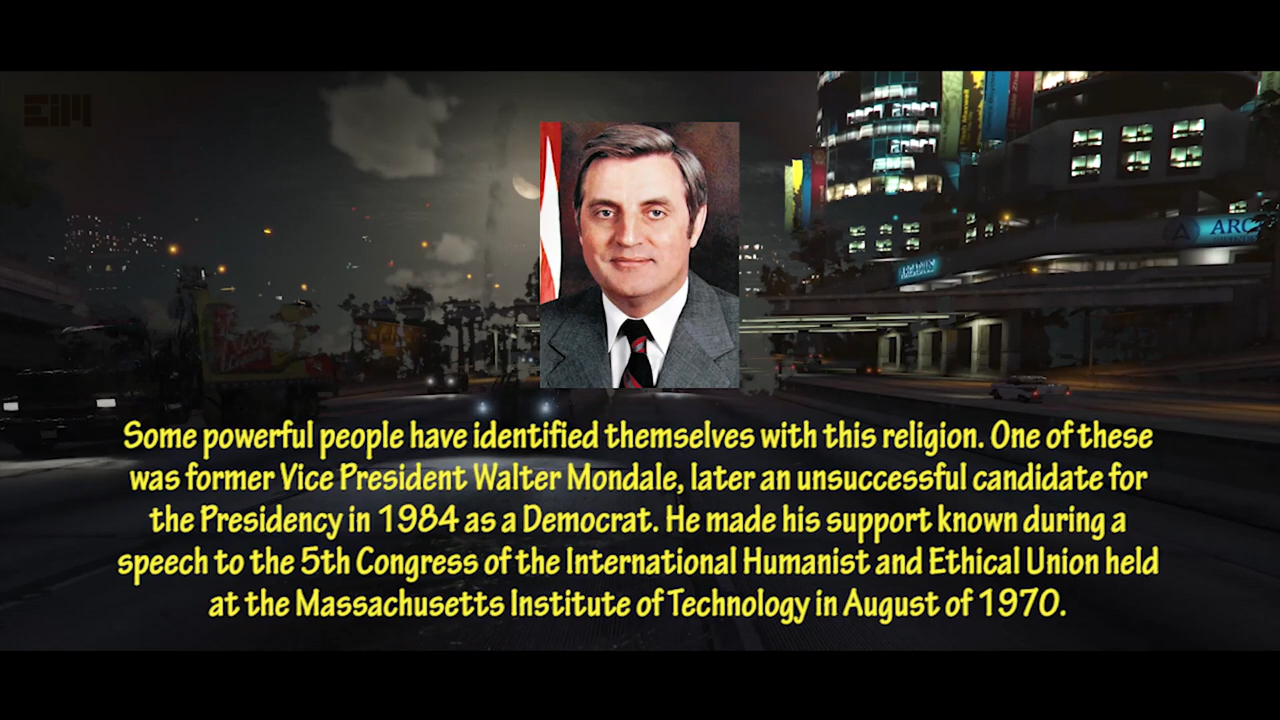 EIM
ARC
ARCADIUS
Some powerful people have identified themselves with this religion. One of these
was former Vice President Walter Mondale, later an unsuccessful candidate for
the Presidency in 1984 as a Democrat. He made his support known during a
speech to the 5th Congress of the International Humanist and Ethical Union held
at the Massachusetts Institute of Technology in August of 1970.